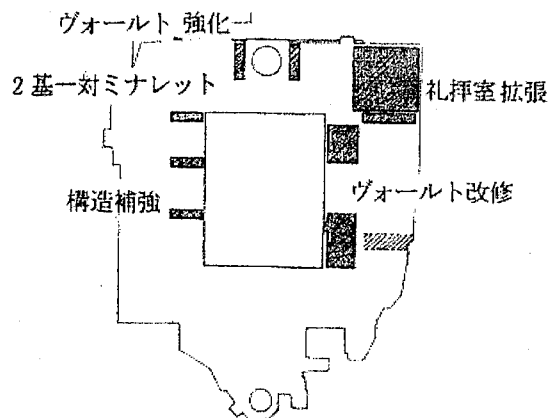 ヴォールト 強化
2基一対ミナレット
礼拝室拡張
構造補強
ヴォールト改修